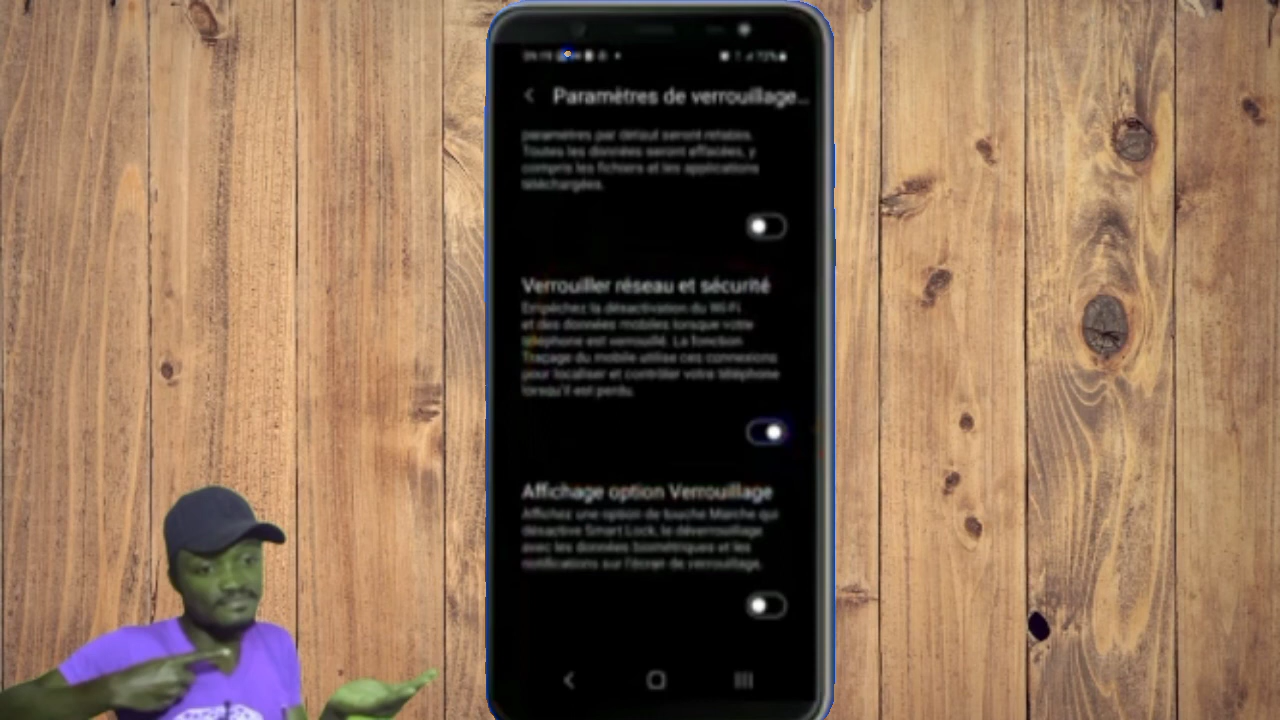 Paramètres de verrouillage...
paramètres par défaut seront rétablis.
Toutes les données seront effacées, y
compris les fichiers et les applications
téléchargées.
Verrouiller réseau et sécurité
Empêchez la désactivation du Wi-Fi
et des données mobiles lorsque votre
téléphone est verrouillé. La fonction
Traçage du mobile utilise ces connexions
pour localiser et contrôler votre téléphone
lorsqu'il est perdu.
Affichage option Verrouillage
Affichez une option de touche Marche qui
désactive Smart Lock, le déverrouillage
avec les données biométriques et les
notifications sur l'écran de verrouillage.